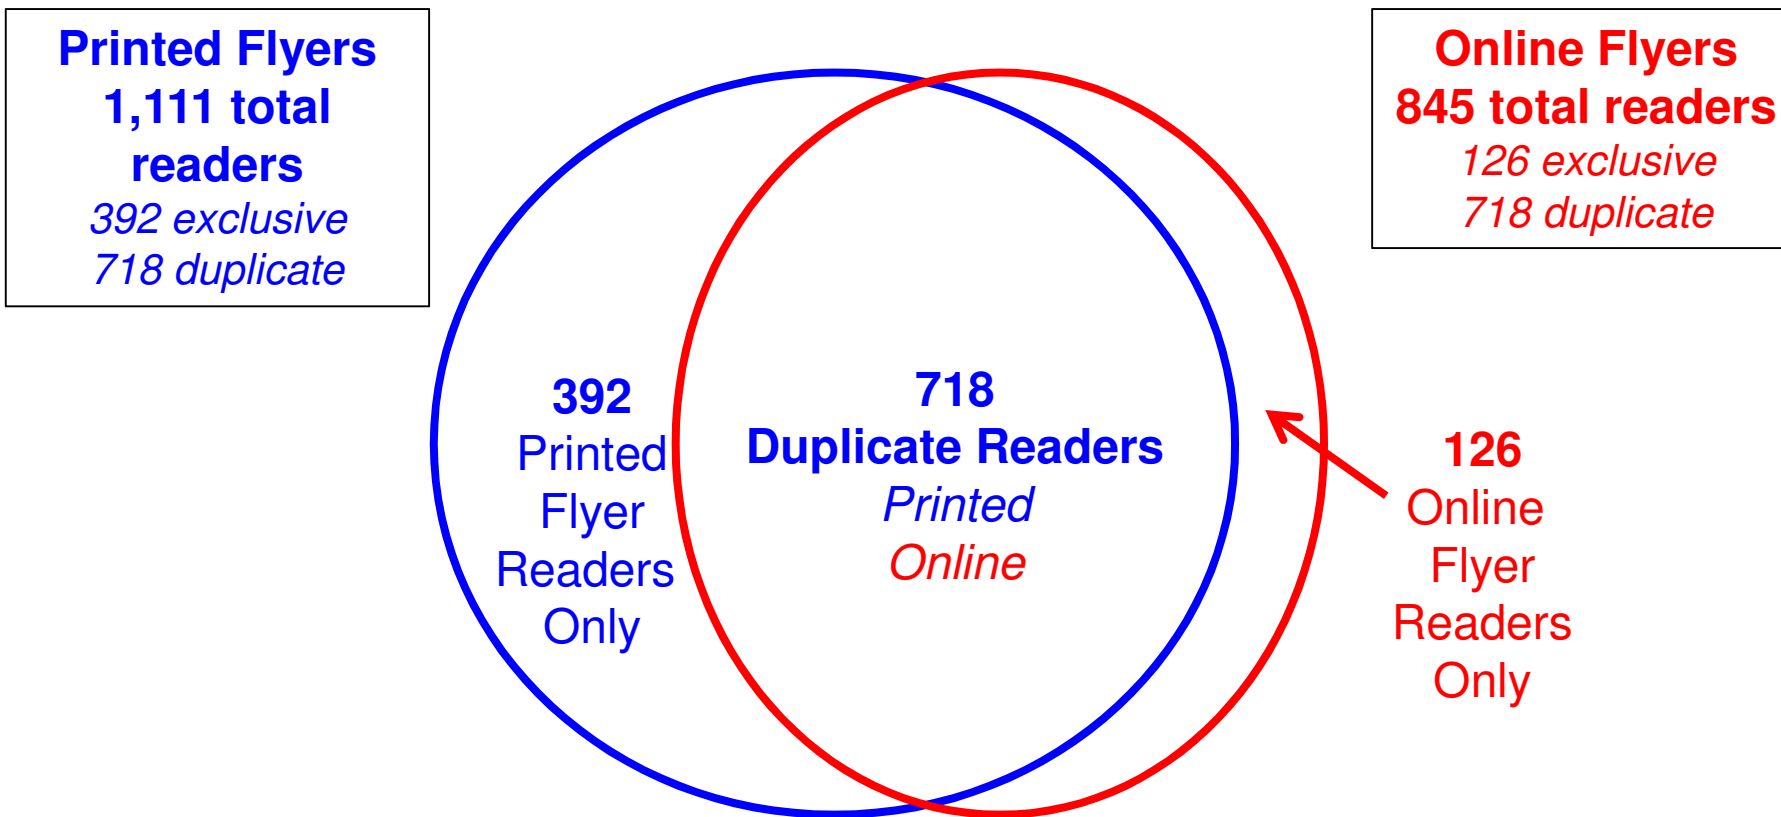 Printed Flyers
1,111 total
readers
392 exclusive
718 duplicate
Online Flyers
845 total readers
126 exclusive
718 duplicate
392
Printed
Flyer
Readers
Only
718
Duplicate Readers
Printed
Online
126
Online
Flyer
Readers
Only